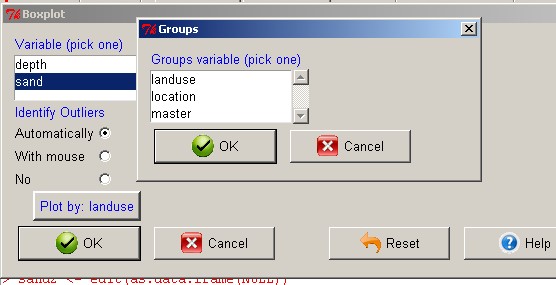 Boxplot
Variable (pick one)
depth
sand
Identify Outliers
Automatically
With mouse
No
Plot by: landuse
OK
Cancel
Reset
Help
Groups
Groups variable (pick one)
landuse
location
master
OK
Cancel
> sand2 <- edit(as.data.frame(NULL))